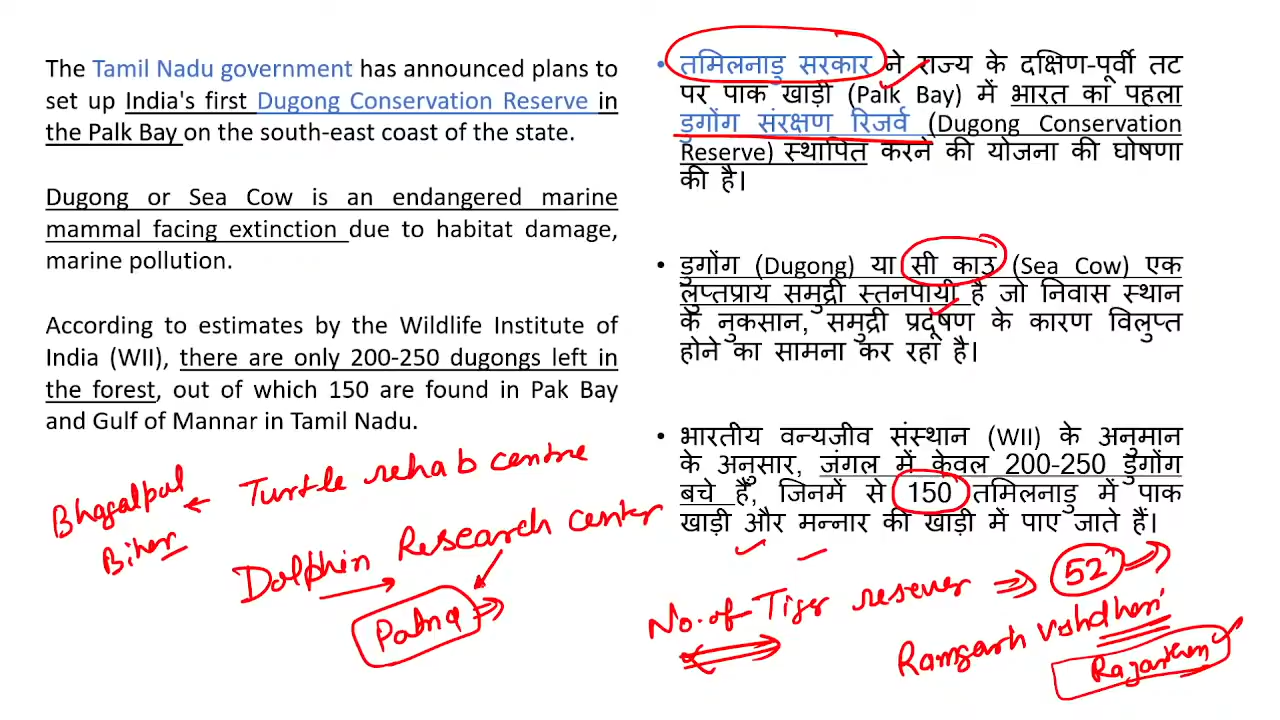 The Tamil Nadu government has announced plans to
set up India's first Dugong Conservation Reserve in
the Palk Bay on the south-east coast of the state.
Dugong or Sea Cow is an endangered marine
mammal facing extinction due to habitat damage,
marine pollution.
According to estimates by the Wildlife Institute of
India (WII), there are only 200-250 dugongs left in
the forest, out of which 150 are found in Pak Bay
and Gulf of Mannar in Tamil Nadu.
Turtle rehab centre
Bhagalpal
Bihar
Dolphin Research center
Patna
• तमिलनाडु सरकार ने राज्य के दक्षिण-पूर्वी तट
पर पाक खाड़ी (Palk Bay) में भारत का पहला
डुगोंग संरक्षण रिजर्व (Dugong Conservation
Reserve) स्थापित करने की योजना की घोषणा
की है।
• डुगोंग (Dugong) या सी काउ (Sea Cow) एक
लुप्तप्राय समुद्री स्तनपायी है जो निवास स्थान
के नुकसान, समुद्री प्रदूषण के कारण विलुप्त
होने का सामना कर रहा है।
• भारतीय वन्यजीव संस्थान (WII) के अनुमान
के अनुसार, जंगल में केवल 200-250 डुगोंग
बचे हैं, जिनमें से 150 तमिलनाडु में पाक
खाड़ी और मन्नार की खाड़ी में पाए जाते हैं।
No. of Tiger reserver ⇒ 52
Ramgarh Vishdhari